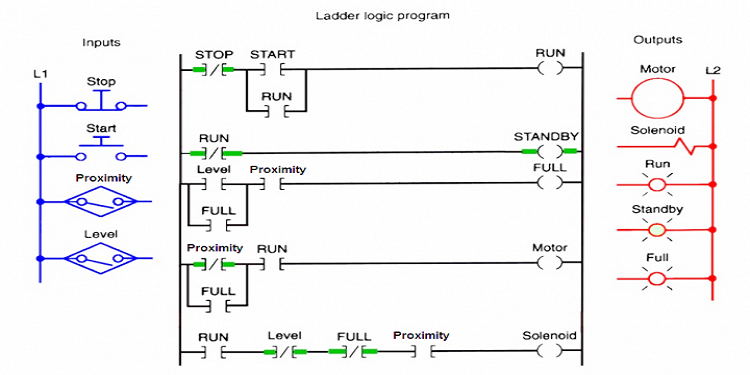 Ladder logic program
Inputs
Outputs
L1
Stop
Start
Proximity
Level
STOP START RUN
RUN
RUN STANDBY
Level Proximity FULL
FULL
Proximity RUN Motor
FULL
RUN Level FULL Proximity Solenoid
Motor
L2
Solenoid
Run
Standby
Full